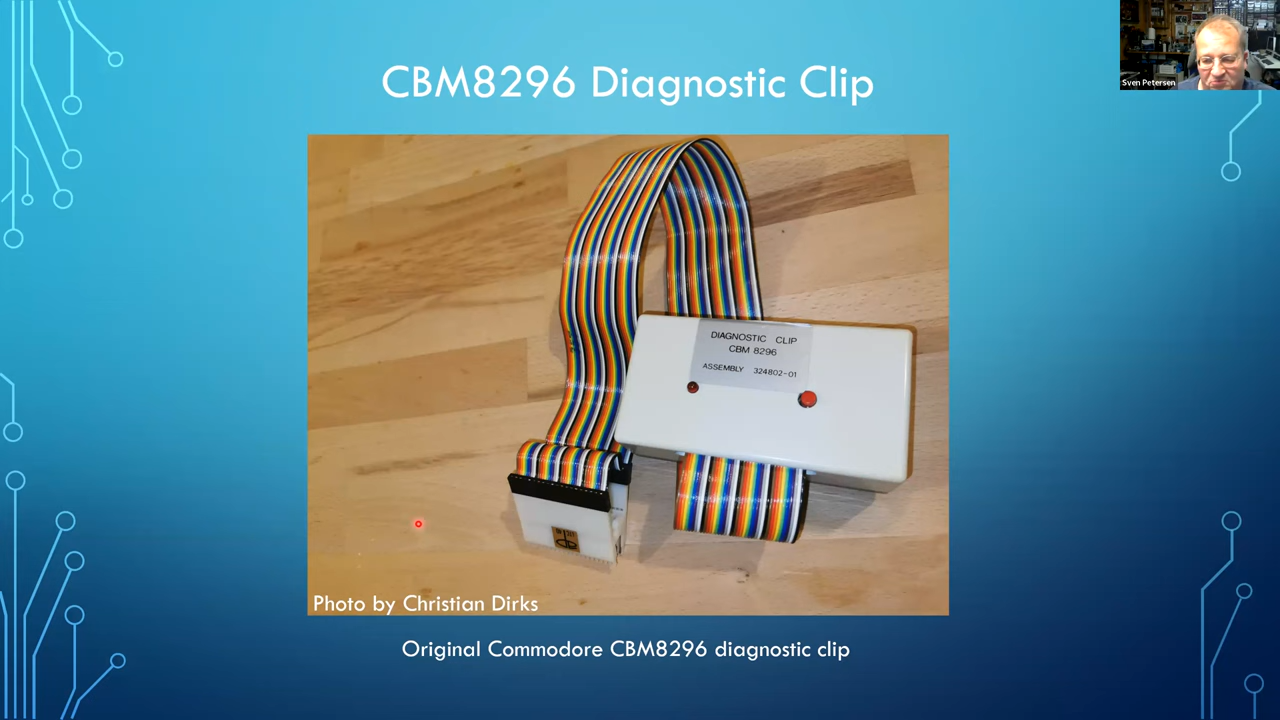 CBM8296 Diagnostic Clip
Sven Petersen
DIAGNOSTIC CLIP
CBM 8296
ASSEMBLY 324802-01
Photo by Christian Dirks
Original Commodore CBM8296 diagnostic clip